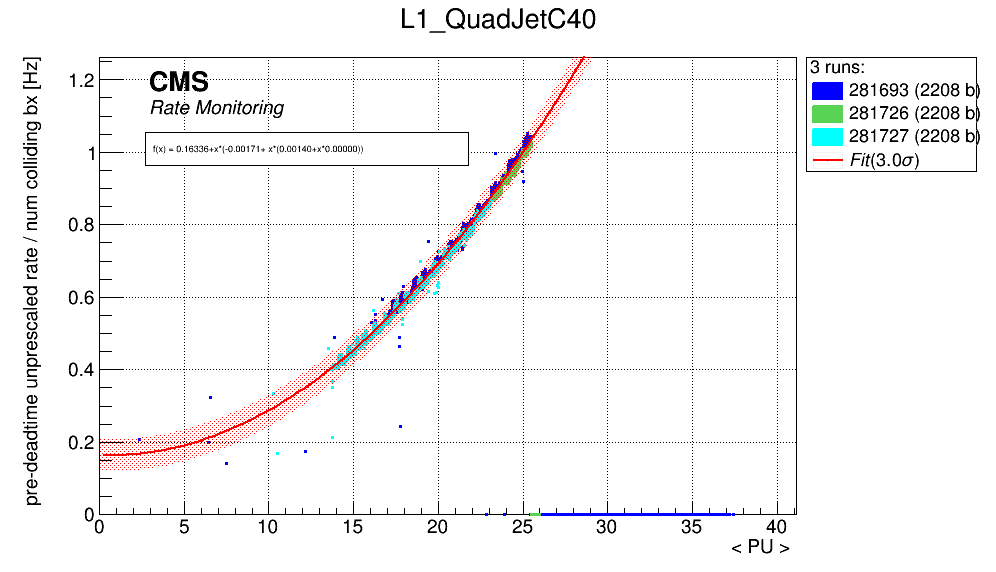 L1_QuadJetC40
pre-deadtime unprescaled rate / num colliding bx [Hz]
CMS
Rate Monitoring
f(x) = 0.16336+x*(-0.00171+ x*(0.00140+x*0.00000))
3 runs:
281693 (2208 b)
281726 (2208 b)
281727 (2208 b)
Fit(3.0σ)
1.2
1
0.8
0.6
0.4
0.2
0
0 5 10 15 20 25 30 35 40
< PU >